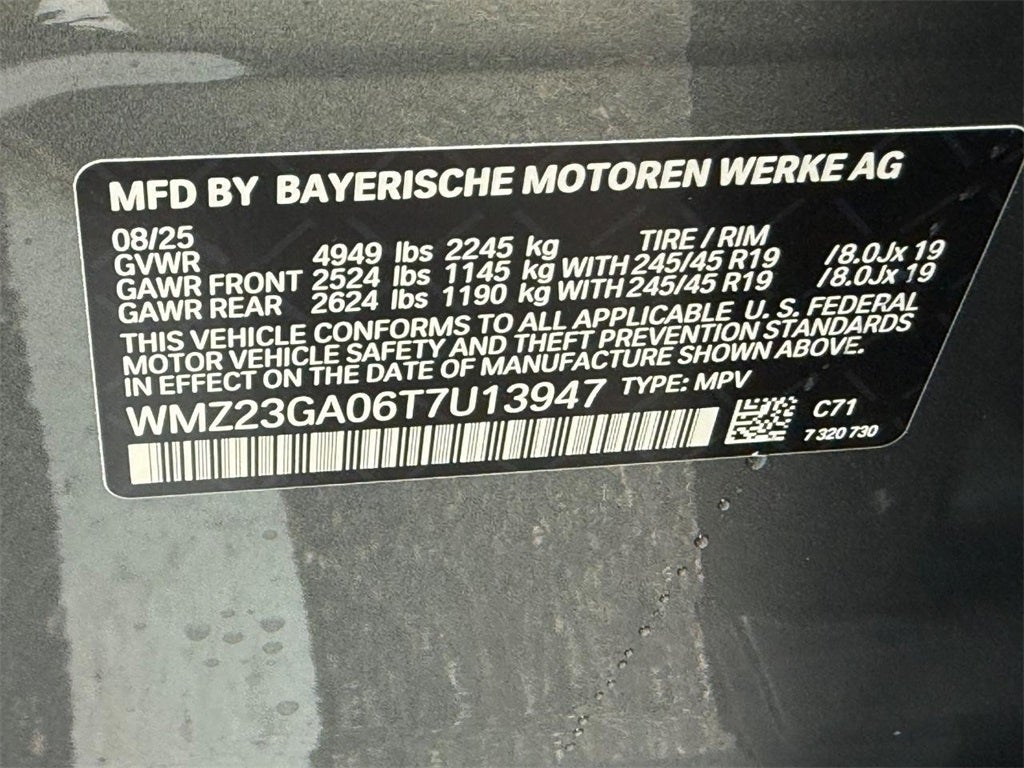 MFD BY BAYERISCHE MOTOREN WERKE AG
08/25 TIRE / RIM
GVWR 4949 lbs 2245 kg
GAWR FRONT 2524 lbs 1145 kg WITH 245/45 R19 /8.0Jx 19
GAWR REAR 2624 lbs 1190 kg WITH 245/45 R19 /8.0Jx 19
THIS VEHICLE CONFORMS TO ALL APPLICABLE U. S. FEDERAL
MOTOR VEHICLE SAFETY AND THEFT PREVENTION STANDARDS
IN EFFECT ON THE DATE OF MANUFACTURE SHOWN ABOVE.
WMZ23GA06T7U13947 TYPE: MPV
C71
7 320 730